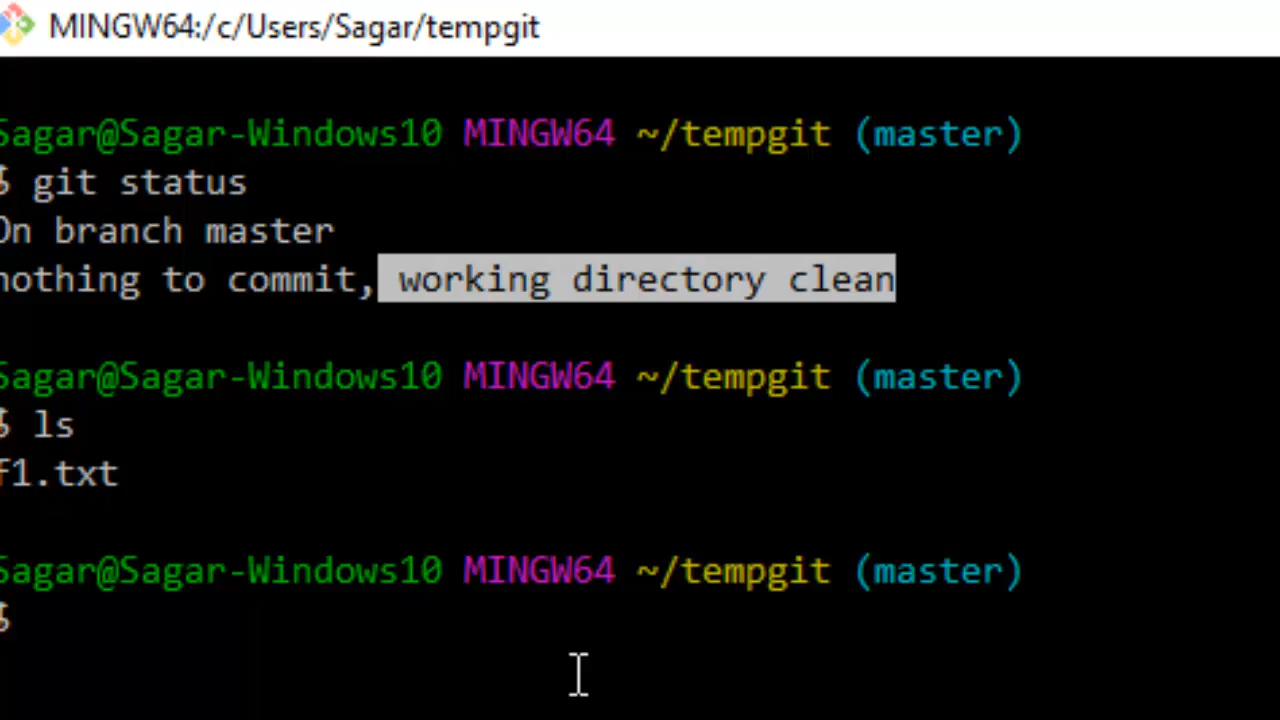 MINGW64:/c/Users/Sagar/tempgit
Sagar@Sagar-Windows10 MINGW64 ~/tempgit (master)
$ git status
On branch master
nothing to commit, working directory clean
Sagar@Sagar-Windows10 MINGW64 ~/tempgit (master)
$ ls
f1.txt
Sagar@Sagar-Windows10 MINGW64 ~/tempgit (master)
$